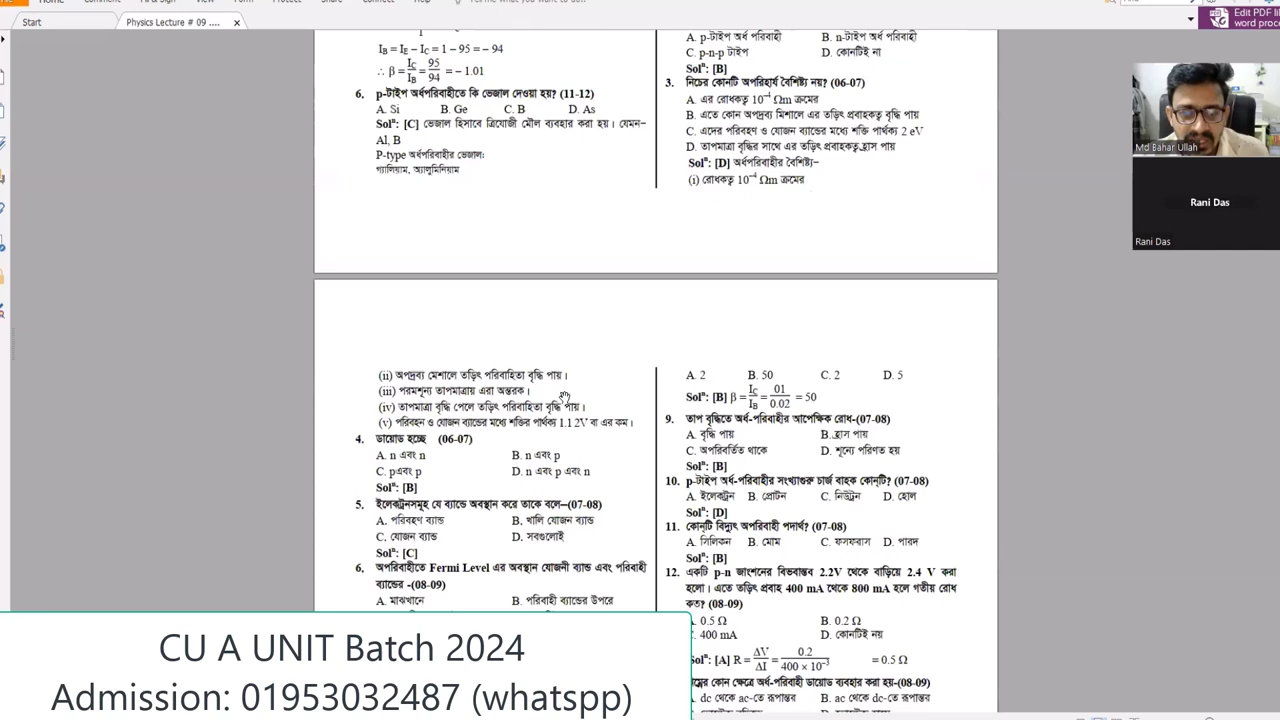 Start
Physics Lecture # 09 ....
×
Edit PDF
word proce
I_B = I_E − I_C = 1 − 95 = − 94
∴ β = I_C/I_B = 95/94 = − 1.01
6. p-টাইপ অর্ধপরিবাহীতে কি ভেজাল দেওয়া হয়? (11-12)
A. Si B. Ge C. B D. As
Solⁿ: [C] ভেজাল হিসাবে ত্রিযোজী মৌল ব্যবহার করা হয়। যেমন–
Al, B
P-type অর্ধপরিবাহীর ভেজাল:
গ্যালিয়াম, অ্যালুমিনিয়াম
A. p-টাইপ অর্ধ পরিবাহী B. n-টাইপ অর্ধ পরিবাহী
C. p-n-p টাইপ D. কোনটিই না
Solⁿ: [B]
3. নিচের কোনটি অপরিহার্য বৈশিষ্ট্য নয়? (06-07)
A. এর রোধকত্ব 10⁻⁴ Ωm ক্রমের
B. এতে কোন অপদ্রব্য মিশালে এর তড়িৎ প্রবাহকত্ব বৃদ্ধি পায়
C. এদের পরিবহণ ও যোজন ব্যান্ডের মধ্যে শক্তি পার্থক্য 2 eV
D. তাপমাত্রা বৃদ্ধির সাথে এর তড়িৎ প্রবাহকত্ব হ্রাস পায়
Solⁿ: [D] অর্ধপরিবাহীর বৈশিষ্ট্য–
(i) রোধকত্ব 10⁻⁴ Ωm ক্রমের
Md Bahar Ullah
Rani Das
Rani Das
(ii) অপদ্রব্য মেশালে তড়িৎ পরিবাহিতা বৃদ্ধি পায়।
(iii) পরমশূন্য তাপমাত্রায় এরা অন্তরক।
(iv) তাপমাত্রা বৃদ্ধি পেলে তড়িৎ পরিবাহিতা বৃদ্ধি পায়।
(v) পরিবহন ও যোজন ব্যান্ডের মধ্যে শক্তির পার্থক্য 1.1 2V বা এর কম।
4. ডায়োড হচ্ছে (06-07)
A. n এবং n B. n এবং p
C. pএবং p D. n এবং p এবং n
Solⁿ: [B]
5. ইলেকট্রনসমূহ যে ব্যান্ডে অবস্থান করে তাকে বলে–(07-08)
A. পরিবহণ ব্যান্ড B. খালি যোজন ব্যান্ড
C. যোজন ব্যান্ড D. সবগুলোই
Solⁿ: [C]
6. অপরিবাহীতে Fermi Level এর অবস্থান যোজনী ব্যান্ড এবং পরিবাহী
ব্যান্ডের -(08-09)
A. মাঝখানে B. পরিবাহী ব্যান্ডের উপরে
A. 2 B. 50 C. 2 D. 5
Solⁿ: [B] β = I_C/I_B = 01/0.02 = 50
9. তাপ বৃদ্ধিতে অর্ধ-পরিবাহীর আপেক্ষিক রোধ-(07-08)
A. বৃদ্ধি পায় B. হ্রাস পায়
C. অপরিবর্তিত থাকে D. শূন্যে পরিণত হয়
Solⁿ: [B]
10. p-টাইপ অর্ধ-পরিবাহীর সংখ্যাগুরু চার্জ বাহক কোনটি? (07-08)
A. ইলেকট্রন B. প্রোটন C. নিউট্রন D. হোল
Solⁿ: [D]
11. কোনটি বিদ্যুৎ অপরিবাহী পদার্থ? (07-08)
A. সিলিকন B. মোম C. ফসফরাস D. পারদ
Solⁿ: [B]
12. একটি p-n জাংশনের বিভবান্তর 2.2V থেকে বাড়িয়ে 2.4 V করা
হলো। এতে তড়িৎ প্রবাহ 400 mA থেকে 800 mA হলে গতীয় রোধ
কত? (08-09)
0.5 Ω B. 0.2 Ω
400 mA D. কোনটিই নয়
Solⁿ: [A] R = ΔV/ΔI = 0.2/400 × 10⁻³ = 0.5 Ω
কোন ক্ষেত্রে অর্ধ-পরিবাহী ডায়োড ব্যবহার করা হয়-(08-09)
dc থেকে ac-তে রূপান্তর B. ac থেকে dc-তে রূপান্তর
CU A UNIT Batch 2024
Admission: 01953032487 (whatspp)